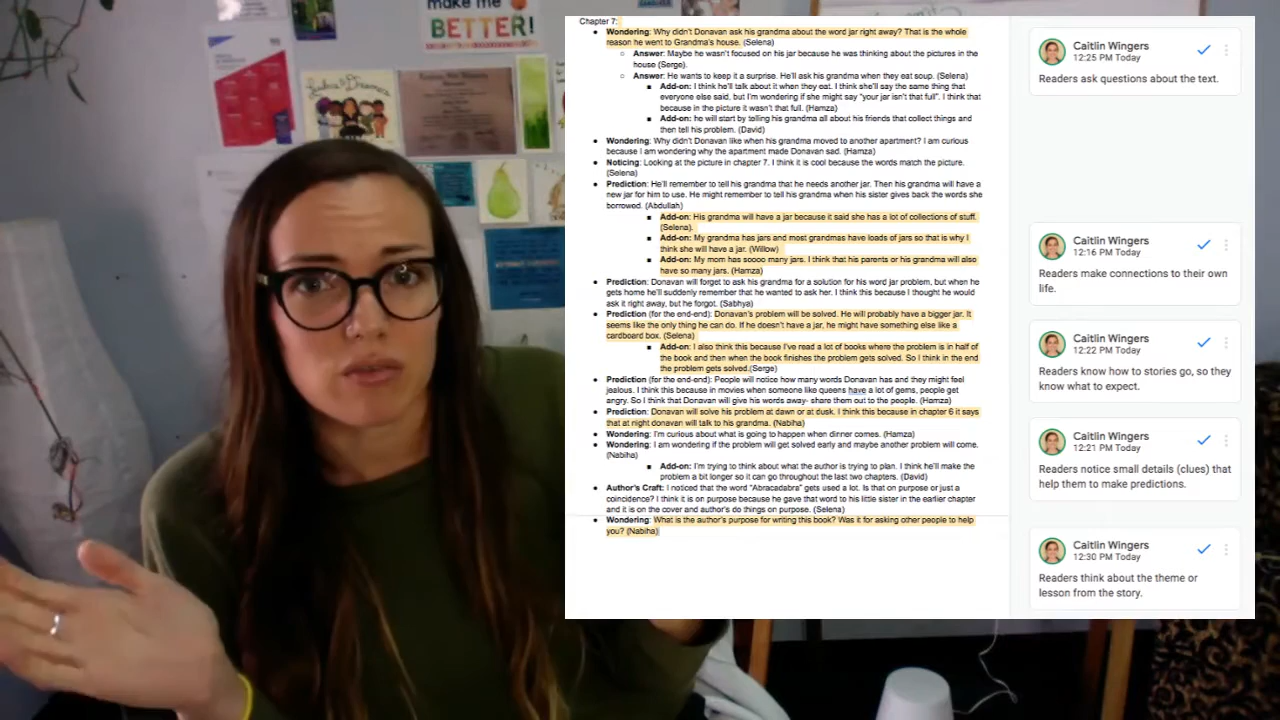 make me
BETTER!
Chapter 7:
Wondering: Why didn't Donavan ask his grandma about the word jar right away? That is the whole
reason he went to Grandma's house. (Selena)
Answer: Maybe he wasn't focused on his jar because he was thinking about the pictures in the
house (Serge).
Answer: He wants to keep it a surprise. He'll ask his grandma when they eat soup. (Selena)
Add-on: I think he'll talk about it when they eat. I think she'll say the same thing that
everyone else said, but I'm wondering if she might say "your jar isn't that full". I think that
because in the picture it wasn't that full. (Hamza)
Add-on: he will start by telling his grandma all about his friends that collect things and
then tell his problem. (David)
Wondering: Why didn't Donavan like when his grandma moved to another apartment? I am curious
because I am wondering why the apartment made Donavan sad. (Hamza)
Noticing: Looking at the picture in chapter 7. I think it is cool because the words match the picture.
(Selena)
Prediction: He'll remember to tell his grandma that he needs another jar. Then his grandma will have a
new jar for him to use. He might remember to tell his grandma when his sister gives back the words she
borrowed. (Abdullah)
Add-on: His grandma will have a jar because it said she has a lot of collections of stuff.
(Selena).
Add-on: My grandma has jars and most grandmas have loads of jars so that is why I
think she will have a jar. (Willow)
Add-on: My mom has soooo many jars. I think that his parents or his grandma will also
have so many jars. (Hamza)
Prediction: Donavan will forget to ask his grandma for a solution for his word jar problem, but when he
gets home he'll suddenly remember that he wanted to ask her. I think this because I thought he would
ask it right away, but he forgot. (Sabhya)
Prediction (for the end-end): Donavan's problem will be solved. He will probably have a bigger jar. It
seems like the only thing he can do. If he doesn't have a jar, he might have something else like a
cardboard box. (Selena)
Add-on: I also think this because I've read a lot of books where the problem is in half of
the book and then when the book finishes the problem gets solved. So I think in the end
the problem gets solved.(Serge)
Prediction (for the end-end): People will notice how many words Donavan has and they might feel
jealous. I think this because in movies when someone like queens have a lot of gems, people get
angry. So I think that Donavan will give his words away- share them out to the people. (Hamza)
Prediction: Donavan will solve his problem at dawn or at dusk. I think this because in chapter 6 it says
that at night donavan will talk to his grandma. (Nabiha)
Wondering: I'm curious about what is going to happen when dinner comes. (Hamza)
Wondering: I am wondering if the problem will get solved early and maybe another problem will come.
(Nabiha)
Add-on: I'm trying to think about what the author is trying to plan. I think he'll make the
problem a bit longer so it can go throughout the last two chapters. (David)
Author's Craft: I noticed that the word "Abracadabra" gets used a lot. Is that on purpose or just a
coincidence? I think it is on purpose because he gave that word to his little sister in the earlier chapter
and it is on the cover and author's do things on purpose. (Selena)
Wondering: What is the author's purpose for writing this book? Was it for asking other people to help
you? (Nabiha)
Caitlin Wingers
12:25 PM Today
Readers ask questions about the text.
Caitlin Wingers
12:16 PM Today
Readers make connections to their own
life.
Caitlin Wingers
12:22 PM Today
Readers know how to stories go, so they
know what to expect.
Caitlin Wingers
12:21 PM Today
Readers notice small details (clues) that
help them to make predictions.
Caitlin Wingers
12:30 PM Today
Readers think about the theme or
lesson from the story.